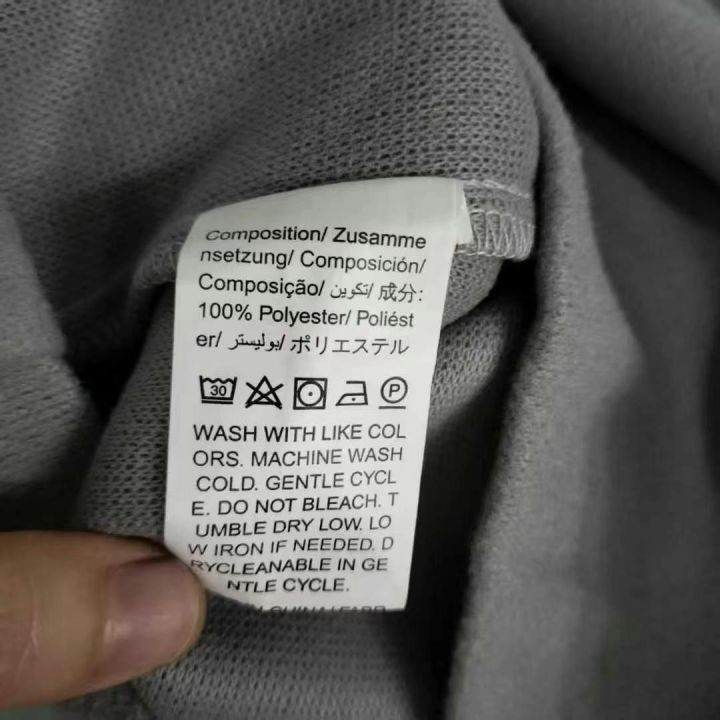 Composition/ Zusamme
nsetzung/ Composición/
Composição/ تكوين/ 成分:
100% Polyester/ Poliést
er/ بوليستر/ ポリエステル
30 P
WASH WITH LIKE COL
ORS. MACHINE WASH
COLD. GENTLE CYCL
E. DO NOT BLEACH. T
UMBLE DRY LOW. LO
W IRON IF NEEDED. D
RYCLEANABLE IN GE
NTLE CYCLE.